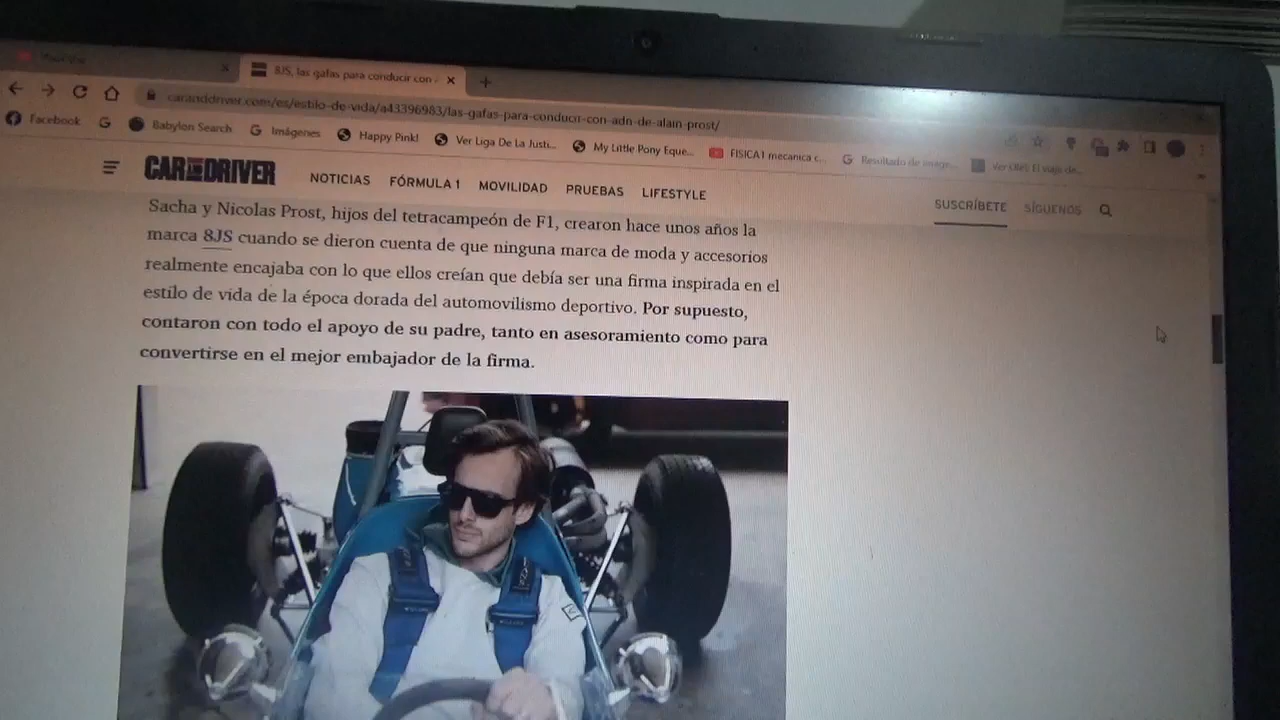 8JS, las gafas para conducir con
caranddriver.com/es/estilo-de-vida/a43396983/las-gafas-para-conducir-con-adn-de-alain-prost/
Facebook
Babylon Search
Imágenes
Happy Pink!
Ver Liga De La Justi...
My Little Pony Eque...
FISICA1 mecanica c...
Resultado de image...
Ver Olé! El viaje de...
CAR AND DRIVER
NOTICIAS FÓRMULA 1 MOVILIDAD PRUEBAS LIFESTYLE
SUSCRÍBETE SÍGUENOS
Sacha y Nicolas Prost, hijos del tetracampeón de F1, crearon hace unos años la
marca 8JS cuando se dieron cuenta de que ninguna marca de moda y accesorios
realmente encajaba con lo que ellos creían que debía ser una firma inspirada en el
estilo de vida de la época dorada del automovilismo deportivo. Por supuesto,
contaron con todo el apoyo de su padre, tanto en asesoramiento como para
convertirse en el mejor embajador de la firma.